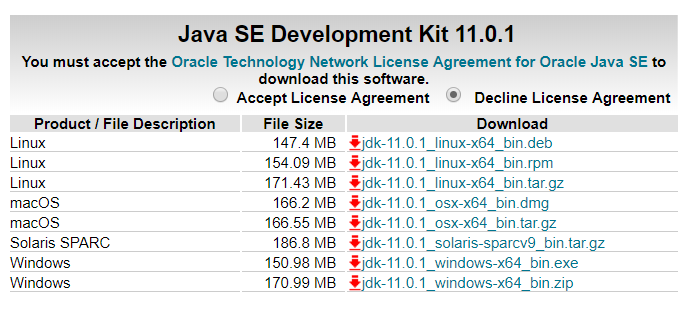 Java SE Development Kit 11.0.1
You must accept the Oracle Technology Network License Agreement for Oracle Java SE to
download this software.
Accept License Agreement Decline License Agreement
Product / File Description File Size Download
Linux 147.4 MB jdk-11.0.1_linux-x64_bin.deb
Linux 154.09 MB jdk-11.0.1_linux-x64_bin.rpm
Linux 171.43 MB jdk-11.0.1_linux-x64_bin.tar.gz
macOS 166.2 MB jdk-11.0.1_osx-x64_bin.dmg
macOS 166.55 MB jdk-11.0.1_osx-x64_bin.tar.gz
Solaris SPARC 186.8 MB jdk-11.0.1_solaris-sparcv9_bin.tar.gz
Windows 150.98 MB jdk-11.0.1_windows-x64_bin.exe
Windows 170.99 MB jdk-11.0.1_windows-x64_bin.zip